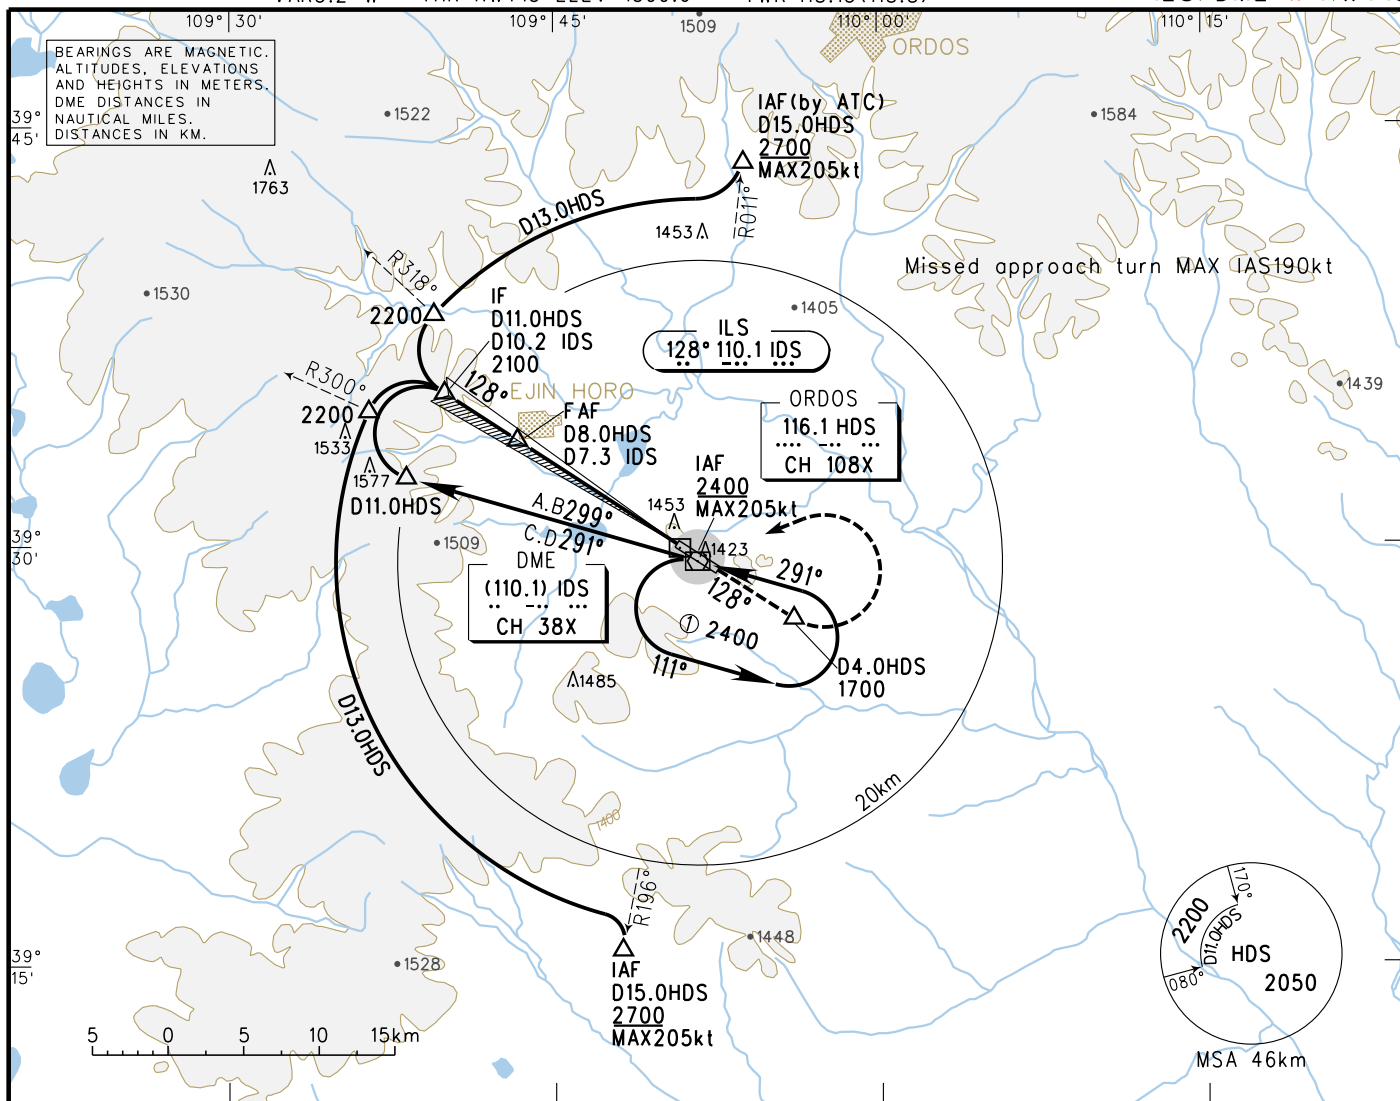 109° 30'
109° 45'
1509
110° 00'
110° 15'
BEARINGS ARE MAGNETIC.
ALTITUDES, ELEVATIONS
AND HEIGHTS IN METERS.
DME DISTANCES IN
NAUTICAL MILES.
DISTANCES IN KM.
ORDOS
1522
IAF(by ATC)
D15.0HDS
2700
MAX205kt
1584
39°
45'
1763
D13.0HDS
R011°
1453
R318°
Missed approach turn MAX IAS190kt
1530
IF
D11.0HDS
D10.2 IDS
2100
2200
1405
ILS
128° 110.1 IDS
R300°
128°
EJIN HORO
1439
2200
FAF
D8.0HDS
D7.3 IDS
ORDOS
116.1 HDS
CH 108X
1533
1577
D11.0HDS
IAF
2400
MAX205kt
A.B299°
C.D291°
1453
1423
1509
39°
30'
DME
(110.1) IDS
CH 38X
291°
128°
① 2400
111°
D4.0HDS
1700
1485
D13.0HDS
20km
1400
R196°
1448
1528
39°
15'
IAF
D15.0HDS
2700
MAX205kt
170°
2200
D11.0HDS
HDS
080°
2050
MSA 46km
5 0 5 10 15km